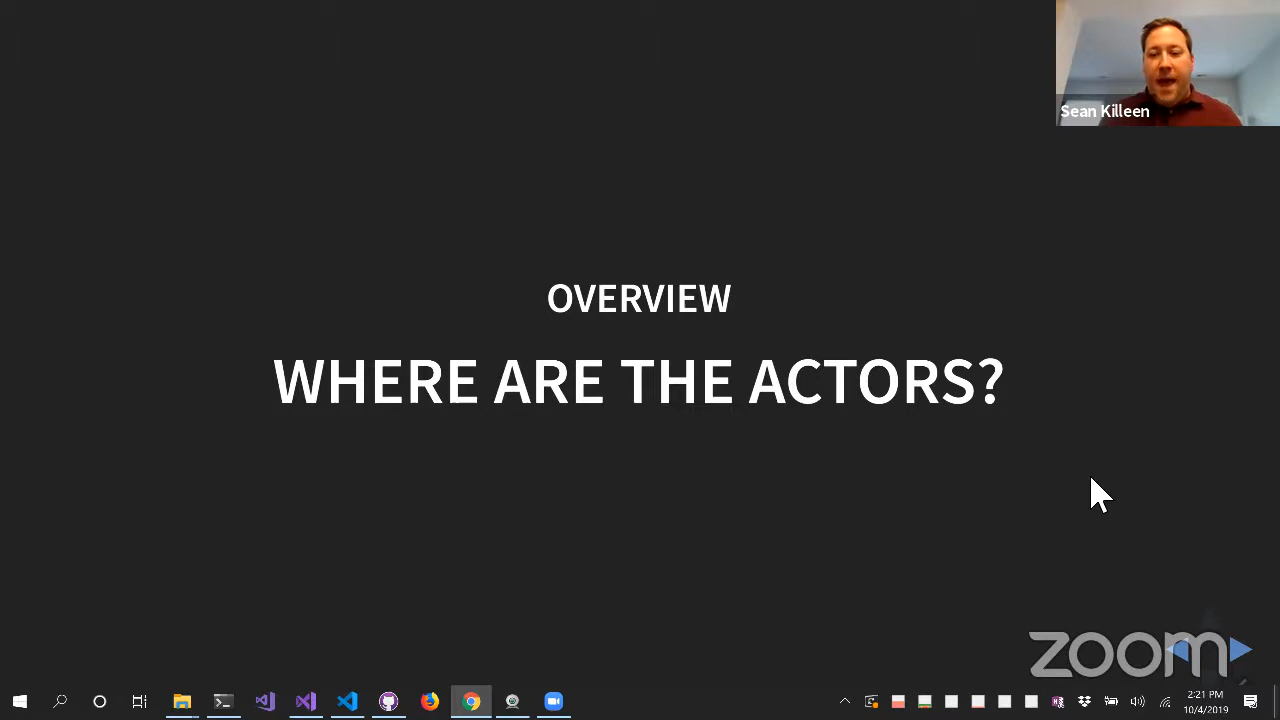 Sean Killeen
OVERVIEW
WHERE ARE THE ACTORS?
zoom
2:21 PM
10/4/2019